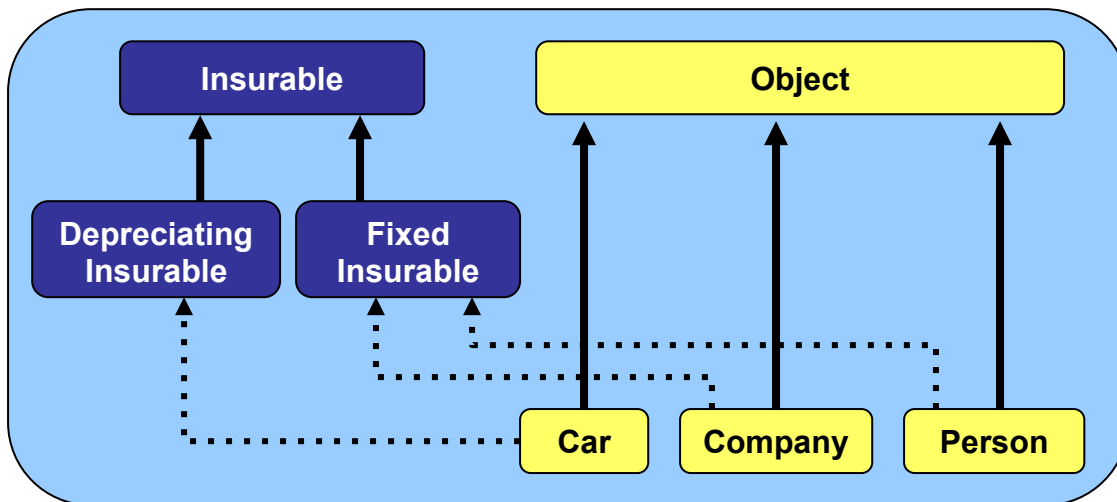 Insurable
Object
Depreciating
Insurable
Fixed
Insurable
Car
Company
Person